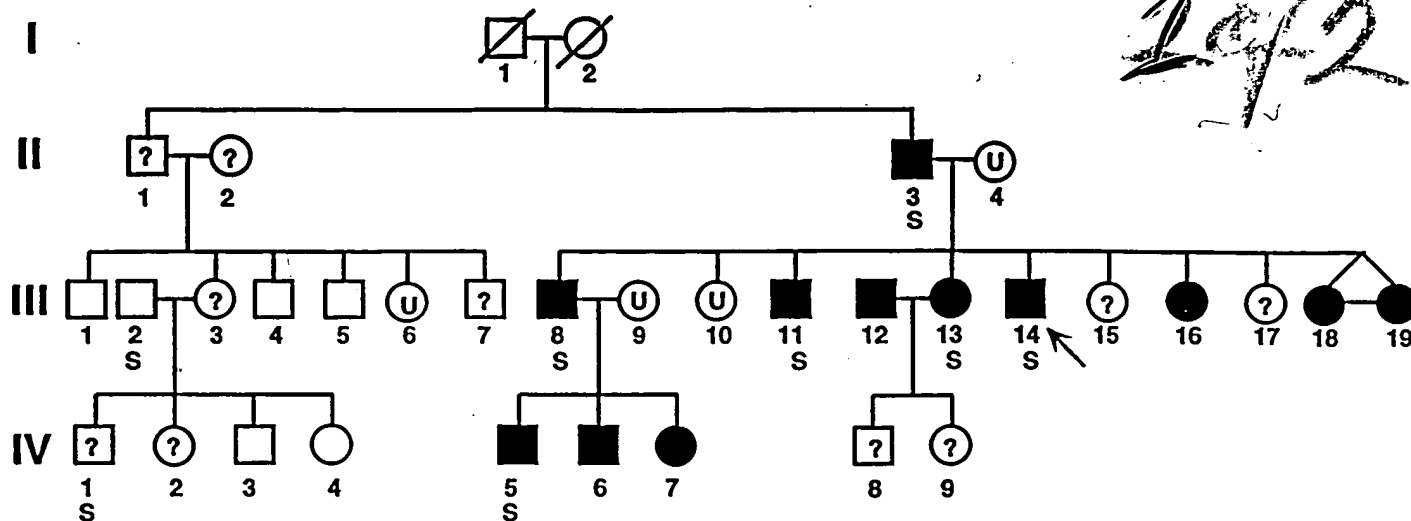 I
1 2
II
? ? U
1 2 3 4
S
III
? U ? U U ? ?
1 2 3 4 5 6 7 8 9 10 11 12 13 14 15 16 17 18 19
S S S S S
IV
? ? ? ?
1 2 3 4 5 6 7 8 9
S S